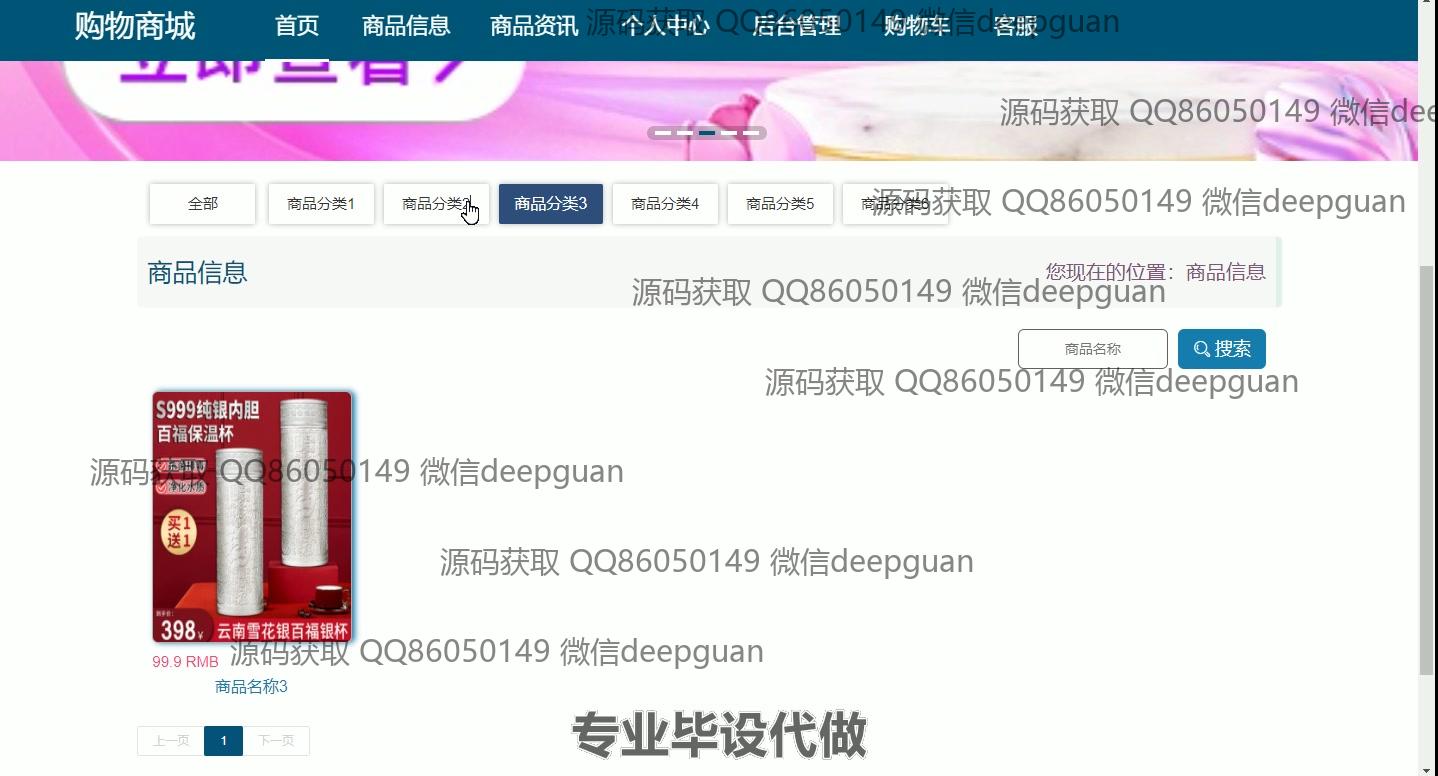 购物商城 首页 商品信息 商品资讯 个人中心 后台管理 购物车 客服
源码获取 QQ86050149 微信deepguan
立即查看
源码获取 QQ86050149 微信dee
全部 商品分类1 商品分类2 商品分类3 商品分类4 商品分类5 商品分类6
源码获取 QQ86050149 微信deepguan
商品信息 您现在的位置：商品信息
源码获取 QQ86050149 微信deepguan
商品名称 搜索
源码获取 QQ86050149 微信deepguan
S999纯银内胆
百福保温杯
源码获取 QQ86050149 微信deepguan
净化水质
买1
送1
源码获取 QQ86050149 微信deepguan
398¥ 云南雪花银百福银杯
源码获取 QQ86050149 微信deepguan
99.9 RMB
商品名称3
上一页 1 下一页
专业毕设代做